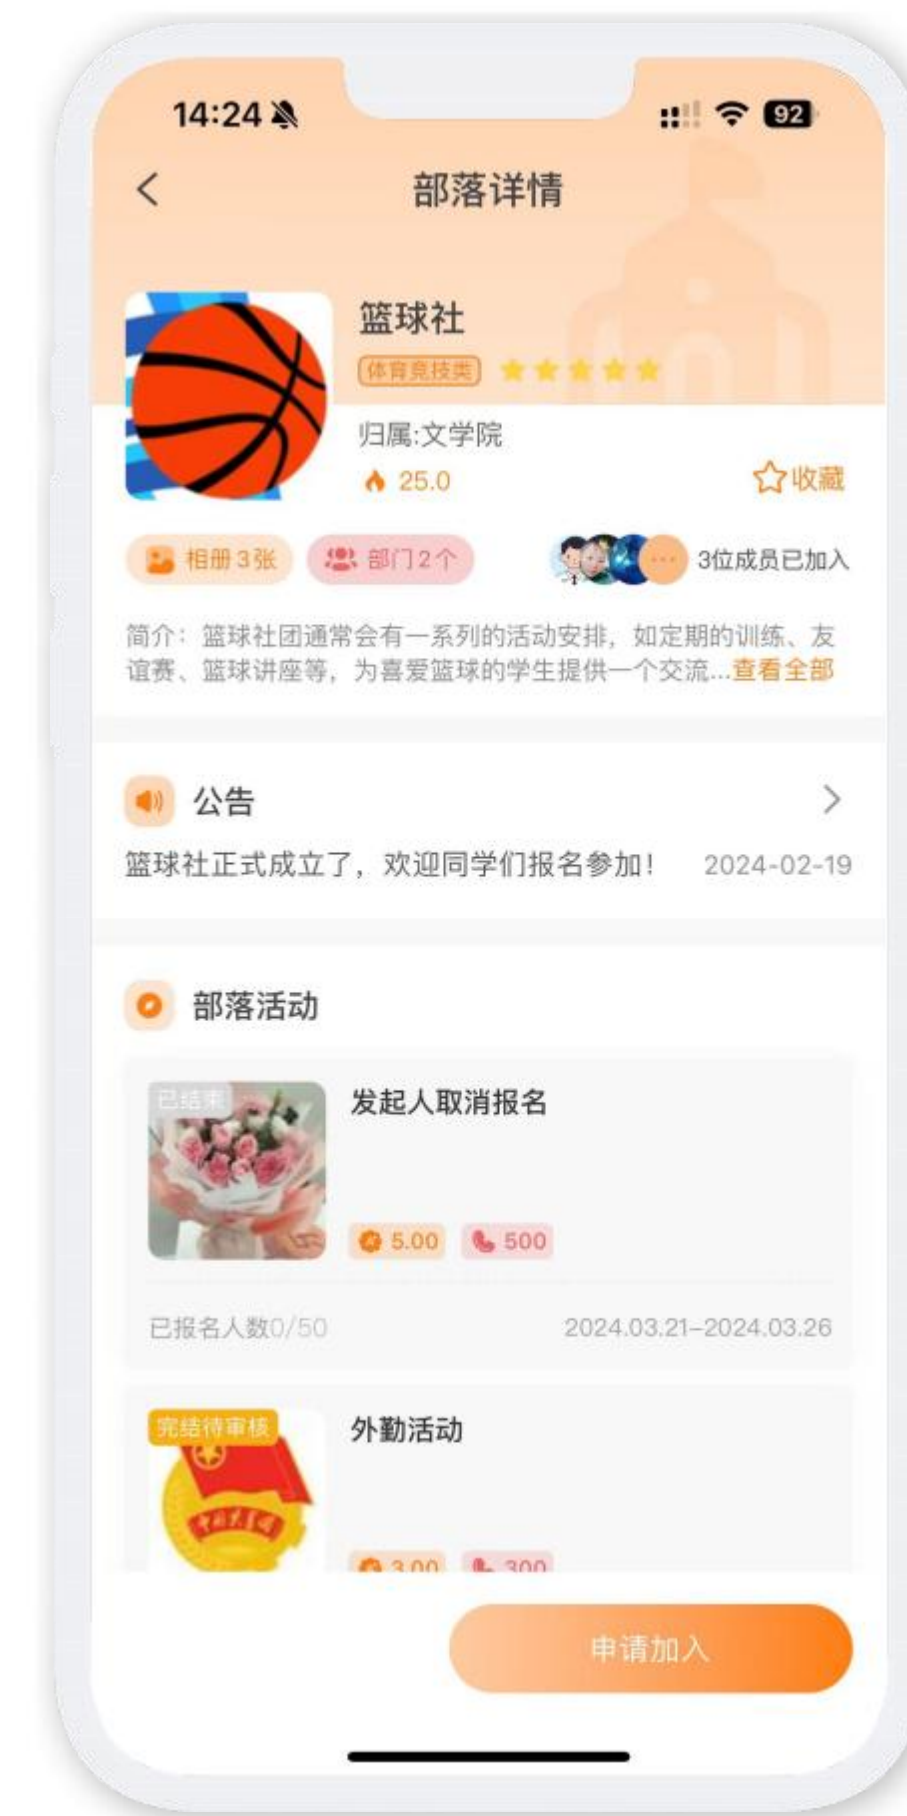 14:24
92
部落详情
篮球社
体育竞技类
归属:文学院
25.0
收藏
相册3张
部门2个
3位成员已加入
简介：篮球社团通常会有一系列的活动安排，如定期的训练、友
谊赛、篮球讲座等，为喜爱篮球的学生提供一个交流...查看全部
公告
篮球社正式成立了，欢迎同学们报名参加！
2024-02-19
部落活动
已结束
发起人取消报名
5.00
500
已报名人数0/50
2024.03.21-2024.03.26
完结待审核
外勤活动
中国共青团
3.00
300
申请加入